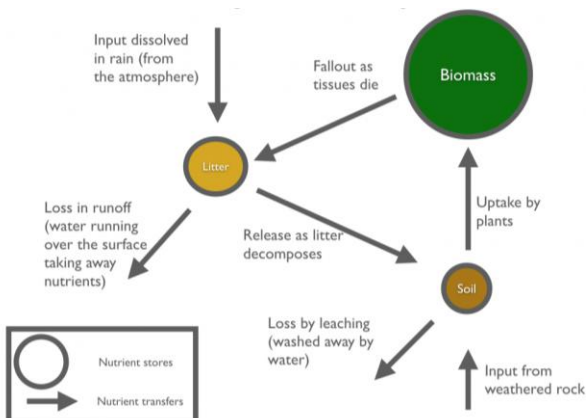 Input dissolved
in rain (from
the atmosphere)
Fallout as
tissues die
Biomass
Litter
Loss in runoff
(water running
over the surface
taking away
nutrients)
Release as litter
decomposes
Uptake by
plants
Soil
Loss by leaching
(washed away by
water)
Input from
weathered rock
Nutrient stores
Nutrient transfers